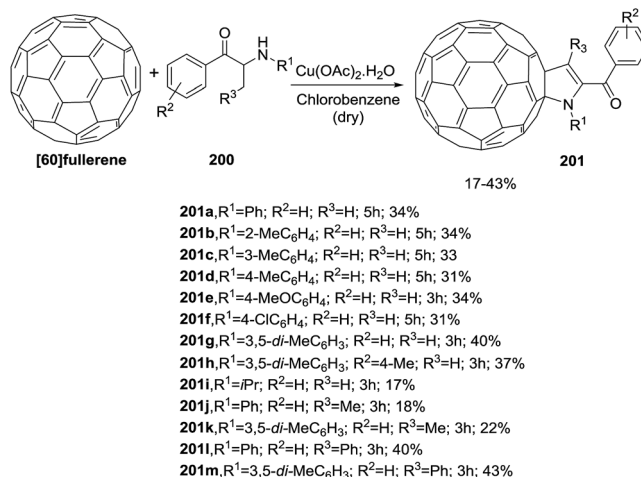 O
H
N
R1
R2
R3
+
Cu(OAc)2.H2O
Chlorobenzene
(dry)
R2
R3
N
R1
O
[60]fullerene
200
201
17-43%
201a,R1=Ph; R2=H; R3=H; 5h; 34%
201b,R1=2-MeC6H4; R2=H; R3=H; 5h; 34%
201c,R1=3-MeC6H4; R2=H; R3=H; 5h; 33
201d,R1=4-MeC6H4; R2=H; R3=H; 5h; 31%
201e,R1=4-MeOC6H4; R2=H; R3=H; 3h; 34%
201f,R1=4-ClC6H4; R2=H; R3=H; 5h; 31%
201g,R1=3,5-di-MeC6H3; R2=H; R3=H; 3h; 40%
201h,R1=3,5-di-MeC6H3; R2=4-Me; R3=H; 3h; 37%
201i,R1=iPr; R2=H; R3=H; 3h; 17%
201j,R1=Ph; R2=H; R3=Me; 3h; 18%
201k,R1=3,5-di-MeC6H3; R2=H; R3=Me; 3h; 22%
201l,R1=Ph; R2=H; R3=Ph; 3h; 40%
201m,R1=3,5-di-MeC6H3; R2=H; R3=Ph; 3h; 43%